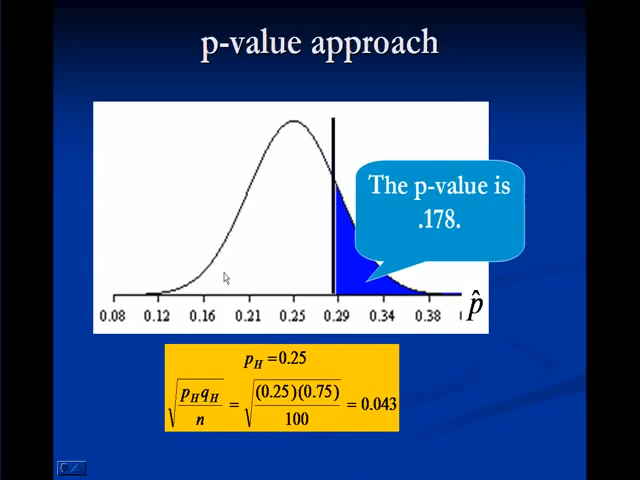 p-value approach
The p-value is
.178.
0.08 0.12 0.16 0.21 0.25 0.29 0.34 0.38
p̂
p_H = 0.25
√(p_H q_H / n) = √((0.25)(0.75) / 100) = 0.043